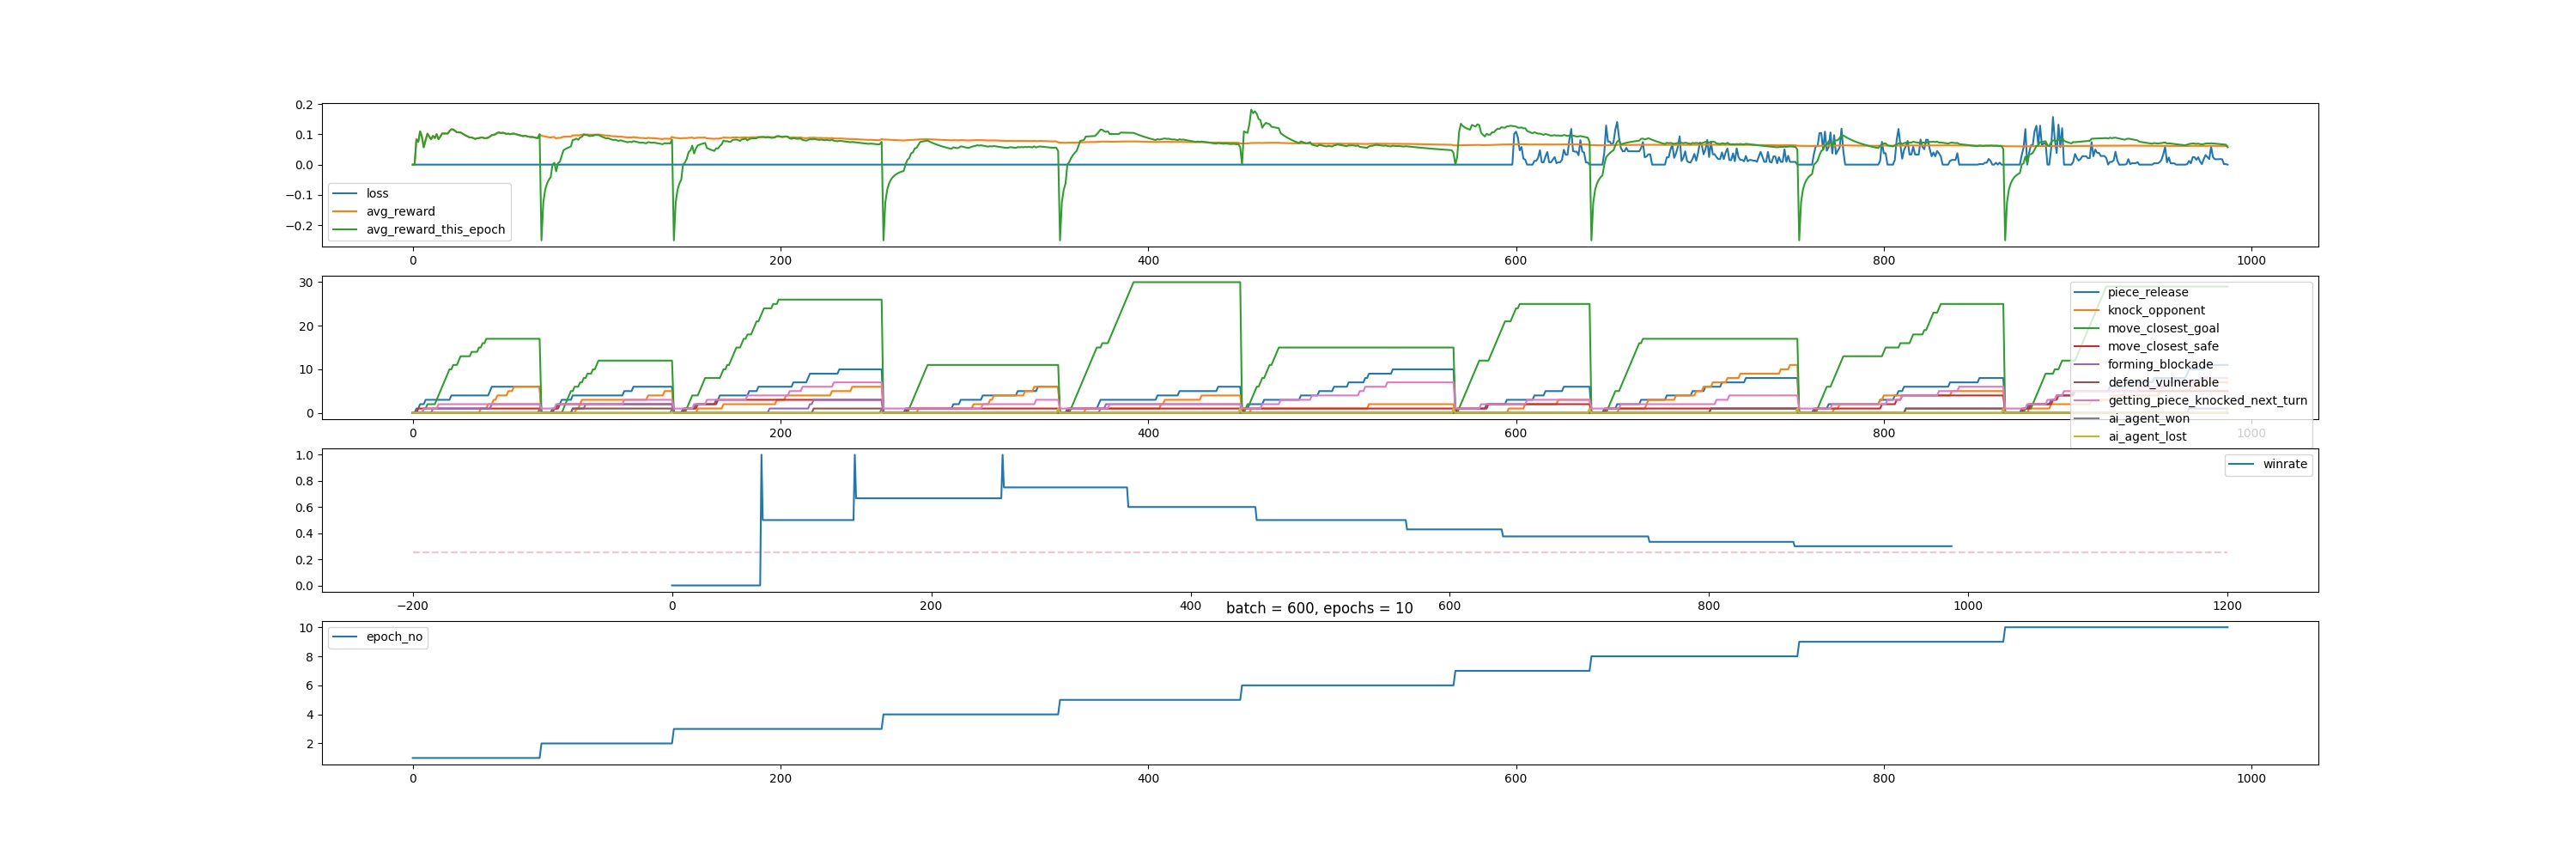 0.2
0.1
0.0
−0.1
−0.2
loss
avg_reward
avg_reward_this_epoch
0 200 400 600 800 1000
30
20
10
0
piece_release
knock_opponent
move_closest_goal
move_closest_safe
forming_blockade
defend_vulnerable
getting_piece_knocked_next_turn
ai_agent_won
ai_agent_lost
0 200 400 600 800 1000
1.0
0.8
0.6
0.4
0.2
0.0
winrate
−200 0 200 400 600 800 1000 1200
batch = 600, epochs = 10
10
8
6
4
2
epoch_no
0 200 400 600 800 1000